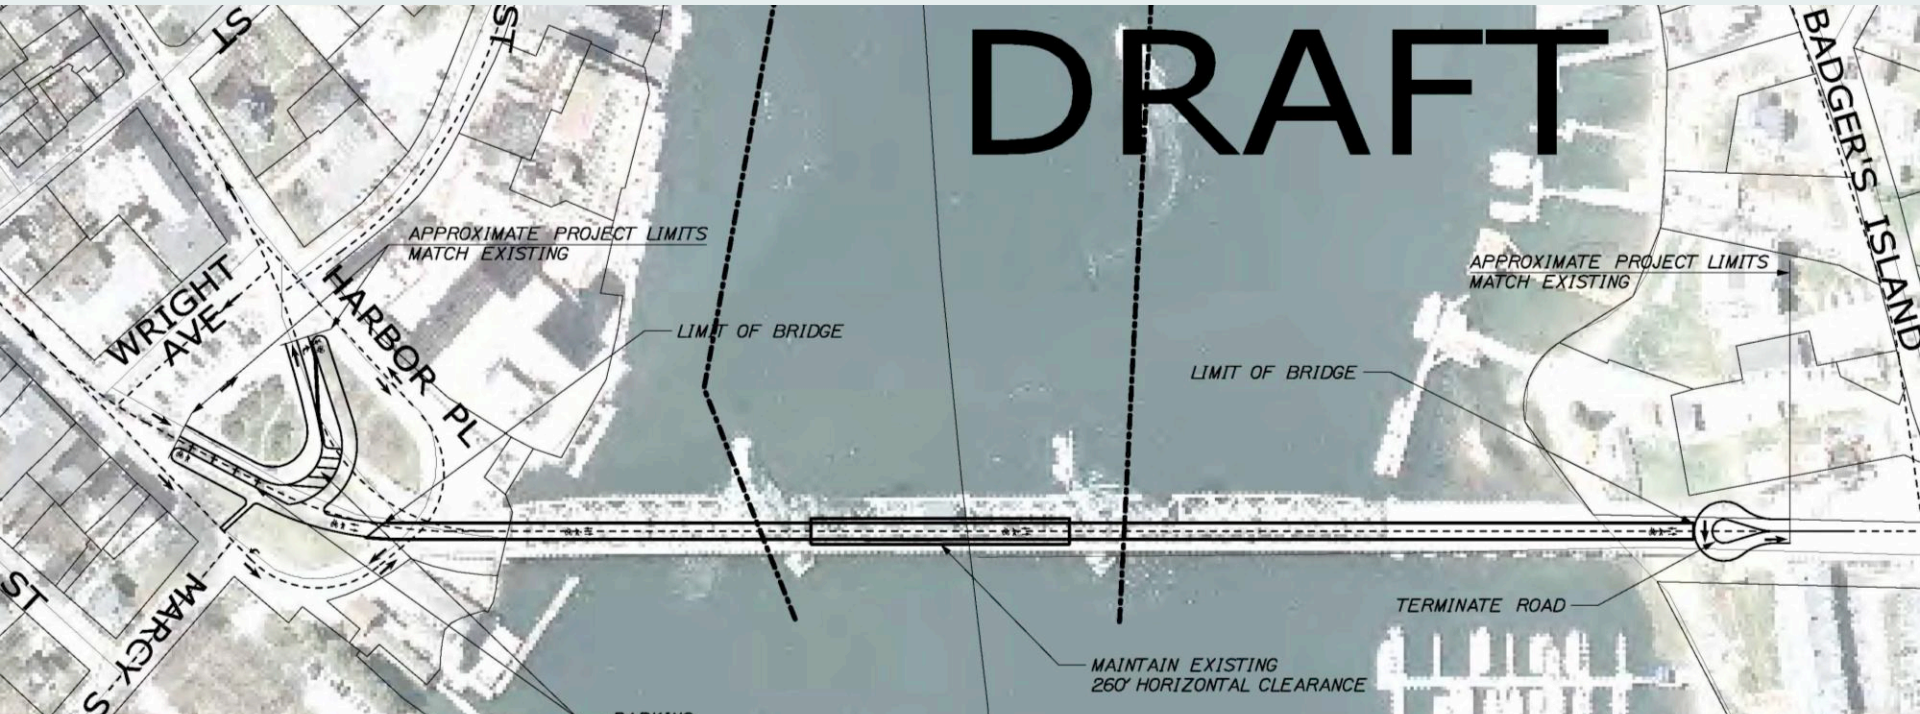 DRAFT
ST
ST
BADGER'S ISLAND
APPROXIMATE PROJECT LIMITS
MATCH EXISTING
WRIGHT
AVE
HARBOR PL
APPROXIMATE PROJECT LIMITS
MATCH EXISTING
LIMIT OF BRIDGE
LIMIT OF BRIDGE
ST
MARCY S
TERMINATE ROAD
MAINTAIN EXISTING
260' HORIZONTAL CLEARANCE